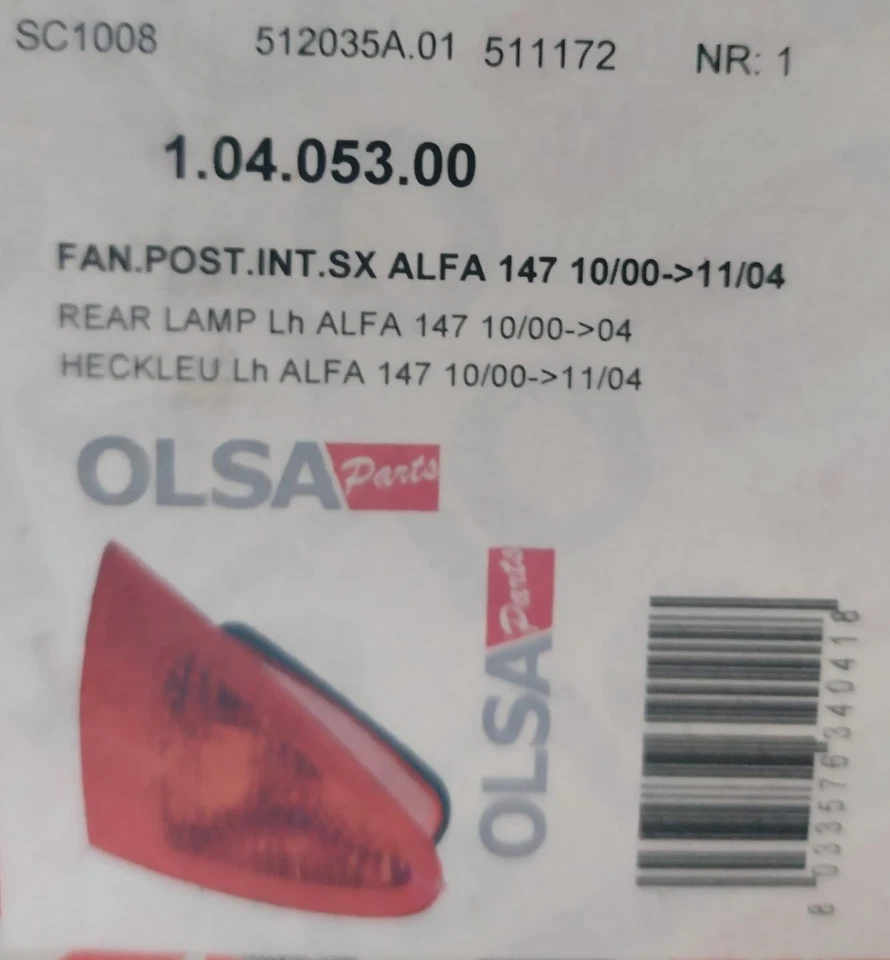 SC1008 512035A.01 511172 NR: 1
1.04.053.00
FAN.POST.INT.SX ALFA 147 10/00->11/04
REAR LAMP Lh ALFA 147 10/00->04
HECKLEU Lh ALFA 147 10/00->11/04
OLSA Parts
OLSA Parts
8 033576 340418